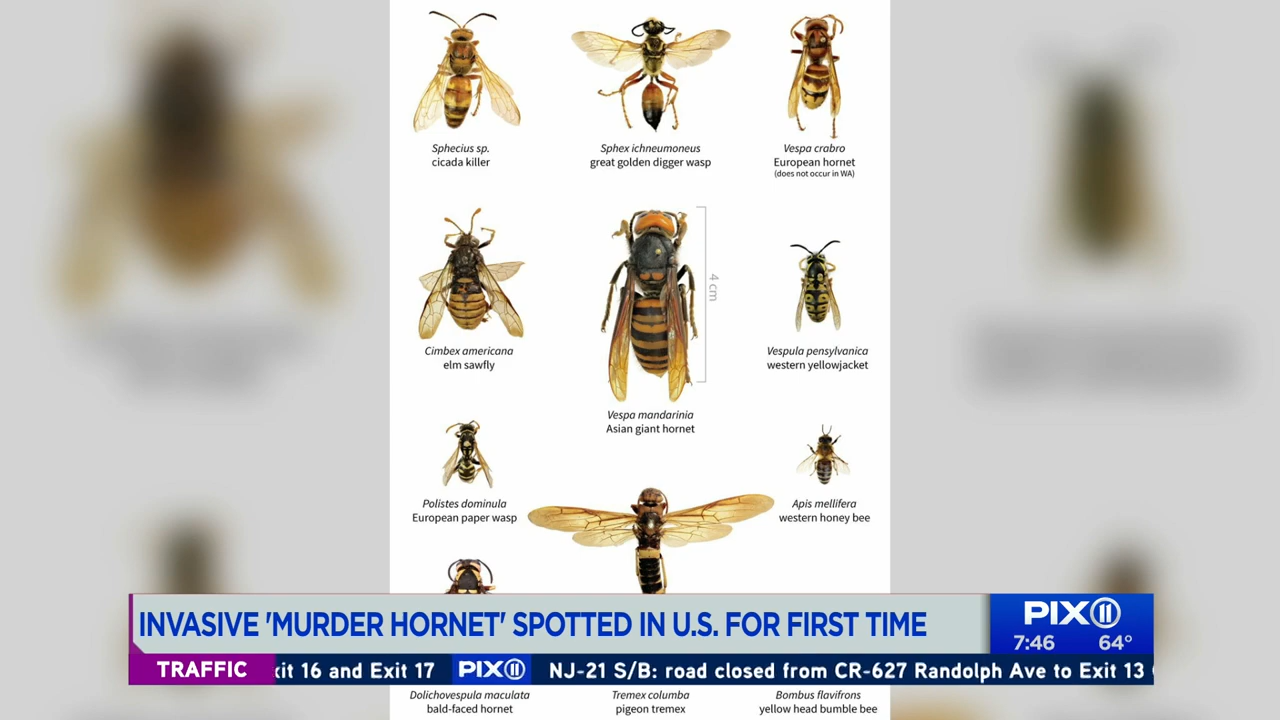 Sphecius sp.
cicada killer
Sphex ichneumoneus
great golden digger wasp
Vespa crabro
European hornet
(does not occur in WA)
Cimbex americana
elm sawfly
4 cm
Vespa mandarinia
Asian giant hornet
Vespula pensylvanica
western yellowjacket
Polistes dominula
European paper wasp
Apis mellifera
western honey bee
INVASIVE 'MURDER HORNET' SPOTTED IN U.S. FOR FIRST TIME
PIX11
7:46 64°
TRAFFIC
xit 16 and Exit 17 PIX11 NJ-21 S/B: road closed from CR-627 Randolph Ave to Exit 13
Dolichovespula maculata
bald-faced hornet
Tremex columba
pigeon tremex
Bombus flavifrons
yellow head bumble bee